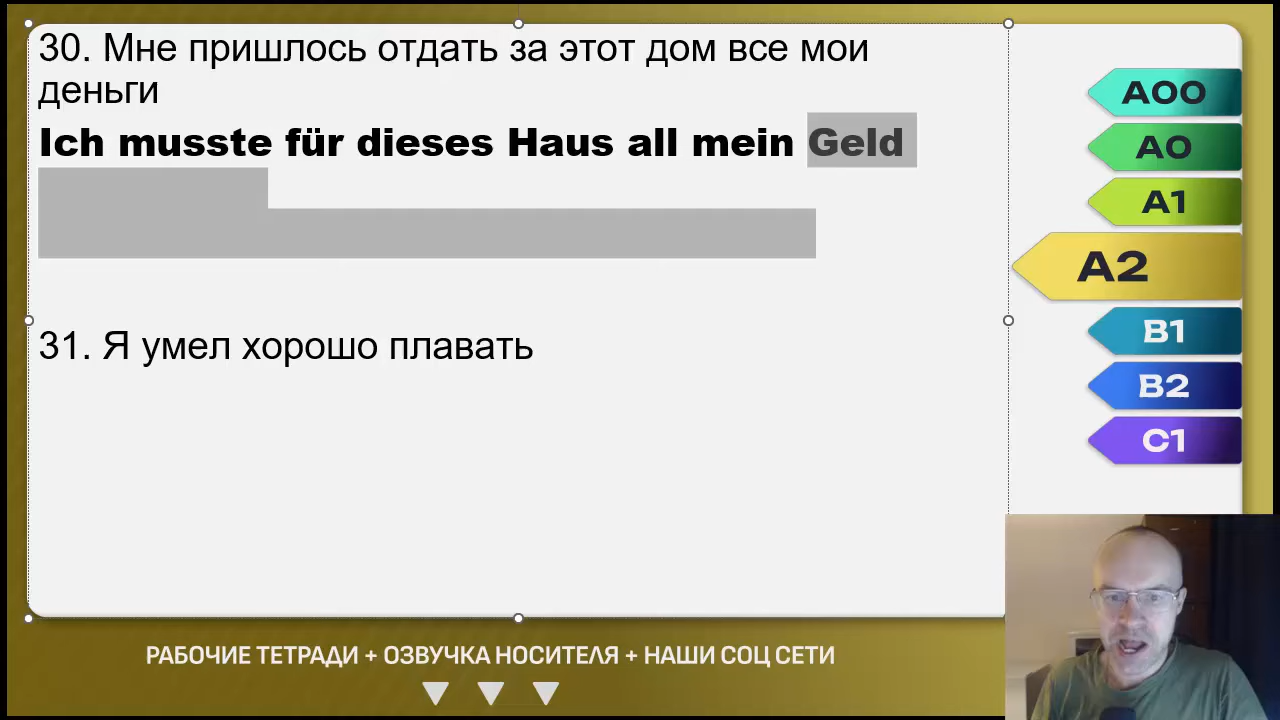 30. Мне пришлось отдать за этот дом все мои
деньги
Ich musste für dieses Haus all mein Geld
31. Я умел хорошо плавать
A00
A0
A1
A2
B1
B2
C1
РАБОЧИЕ ТЕТРАДИ + ОЗВУЧКА НОСИТЕЛЯ + НАШИ СОЦ СЕТИ